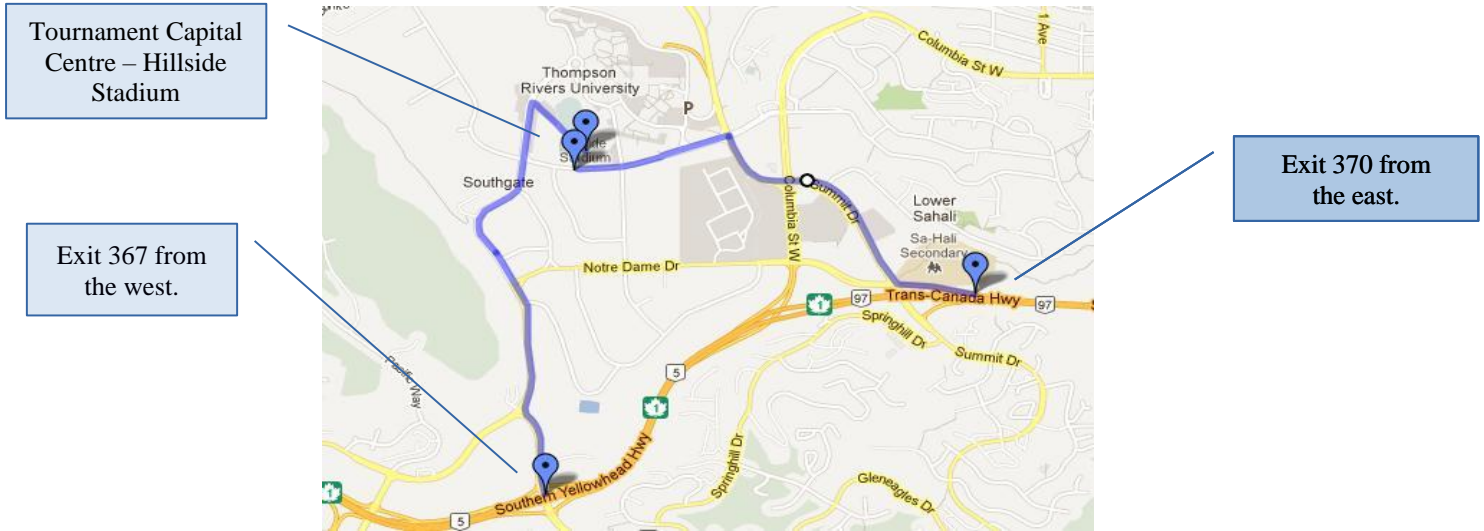 Tournament Capital
Centre – Hillside
Stadium
Exit 367 from
the west.
Exit 370 from
the east.
Columbia St W
1 Ave
Columbia St W
Thompson
Rivers University
P
Stadium
Southgate
Columbia St W
Summit Dr
Lower
Sahali
Sa-Hali
Secondary
Notre Dame Dr
1
97
Trans-Canada Hwy
97
Springhill Dr
Summit Dr
Pacific Way
5
1
Southern Yellowhead Hwy
Springhill Dr
Gleneagles Dr
1
5